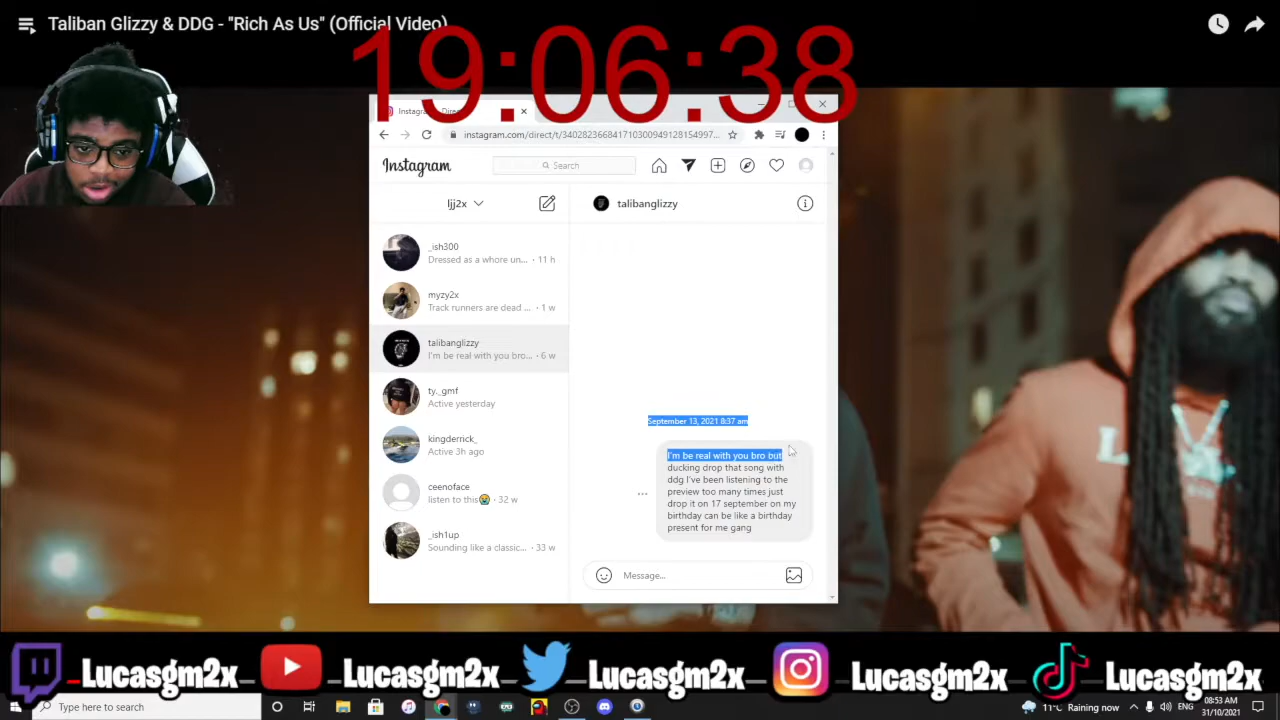 Taliban Glizzy & DDG - "Rich As Us" (Official Video)
19:06:38
instagram.com/direct/t/340282366841710300949128154997...
Instagram
Search
ljj2x
talibanglizzy
_ish300
Dressed as a whore un... · 11 h
myzy2x
Track runners are dead ... · 1 w
talibanglizzy
I'm be real with you bro... · 6 w
ty._gmf
Active yesterday
kingderrick_
Active 3h ago
ceenoface
listen to this😭 · 32 w
_ish1up
Sounding like a classic... · 33 w
September 13, 2021 8:37 am
I'm be real with you bro but
ducking drop that song with
ddg I've been listening to the
preview too many times just
drop it on 17 september on my
birthday can be like a birthday
present for me gang
Message...
Lucasgm2x Lucasgm2x Lucasgm2x Lucasgm2x Lucasgm2x
Type here to search
11°C Raining now
08:53 AM
31/10/2021